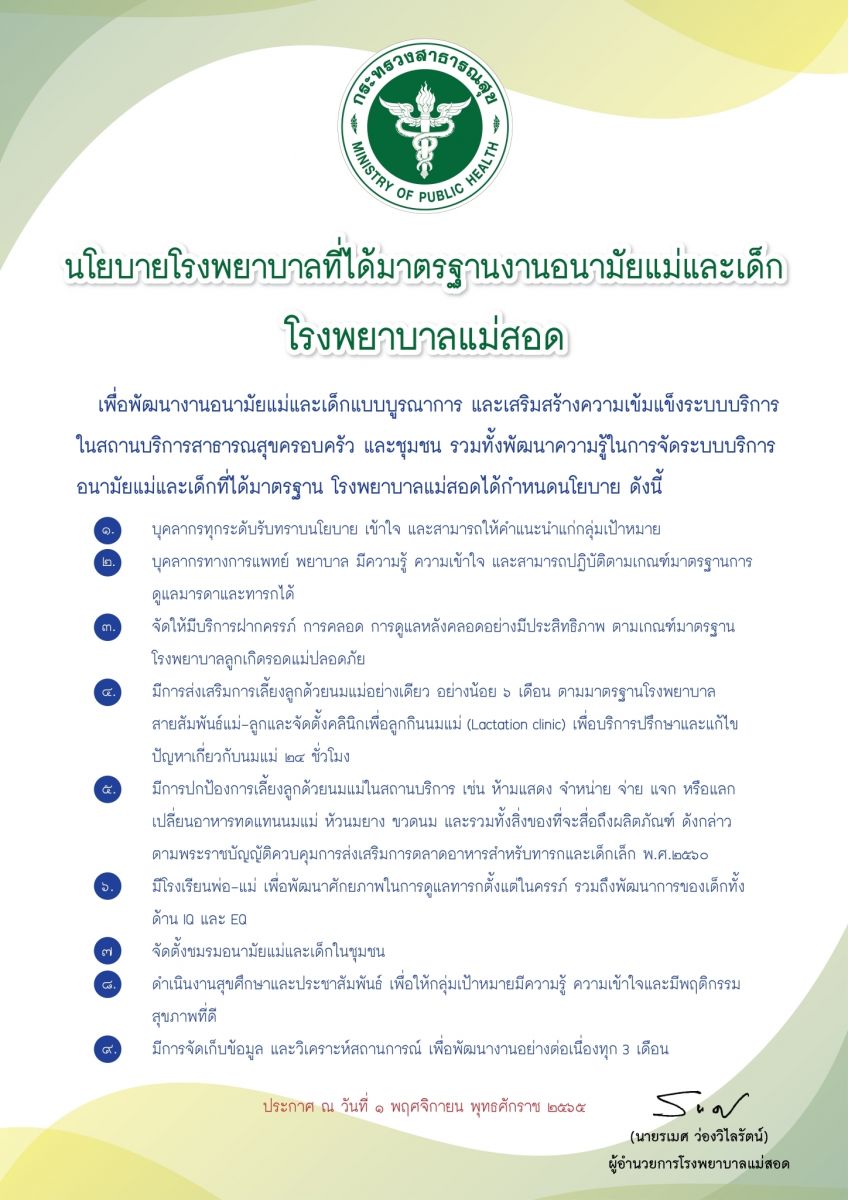 กระทรวงสาธารณสุข
MINISTRY OF PUBLIC HEALTH
นโยบายโรงพยาบาลที่ได้มาตรฐานงานอนามัยแม่และเด็ก
โรงพยาบาลแม่สอด
เพื่อพัฒนางานอนามัยแม่และเด็กแบบบูรณาการ และเสริมสร้างความเข้มแข็งระบบบริการ
ในสถานบริการสาธารณสุขครอบครัว และชุมชน รวมทั้งพัฒนาความรู้ในการจัดระบบบริการ
อนามัยแม่และเด็กที่ได้มาตรฐาน โรงพยาบาลแม่สอดได้กำหนดนโยบาย ดังนี้
๑. บุคลากรทุกระดับรับทราบนโยบาย เข้าใจ และสามารถให้คำแนะนำแก่กลุ่มเป้าหมาย
๒. บุคลากรทางการแพทย์ พยาบาล มีความรู้ ความเข้าใจ และสามารถปฏิบัติตามเกณฑ์มาตรฐานการ
ดูแลมารดาและทารกได้
๓. จัดให้มีบริการฝากครรภ์ การคลอด การดูแลหลังคลอดอย่างมีประสิทธิภาพ ตามเกณฑ์มาตรฐาน
โรงพยาบาลลูกเกิดรอดแม่ปลอดภัย
๔. มีการส่งเสริมการเลี้ยงลูกด้วยนมแม่อย่างเดียว อย่างน้อย ๖ เดือน ตามมาตรฐานโรงพยาบาล
สายสัมพันธ์แม่-ลูกและจัดตั้งคลินิกเพื่อลูกกินนมแม่ (Lactation clinic) เพื่อบริการปรึกษาและแก้ไข
ปัญหาเกี่ยวกับนมแม่ ๒๔ ชั่วโมง
๕. มีการปกป้องการเลี้ยงลูกด้วยนมแม่ในสถานบริการ เช่น ห้ามแสดง จำหน่าย จ่าย แจก หรือแลก
เปลี่ยนอาหารทดแทนนมแม่ หัวนมยาง ขวดนม และรวมทั้งสิ่งของที่จะสื่อถึงผลิตภัณฑ์ ดังกล่าว
ตามพระราชบัญญัติควบคุมการส่งเสริมการตลาดอาหารสำหรับทารกและเด็กเล็ก พ.ศ.๒๕๖๐
๖. มีโรงเรียนพ่อ-แม่ เพื่อพัฒนาศักยภาพในการดูแลทารกตั้งแต่ในครรภ์ รวมถึงพัฒนาการของเด็กทั้ง
ด้าน IQ และ EQ
๗ จัดตั้งชมรมอนามัยแม่และเด็กในชุมชน
๘. ดำเนินงานสุขศึกษาและประชาสัมพันธ์ เพื่อให้กลุ่มเป้าหมายมีความรู้ ความเข้าใจและมีพฤติกรรม
สุขภาพที่ดี
๙. มีการจัดเก็บข้อมูล และวิเคราะห์สถานการณ์ เพื่อพัฒนางานอย่างต่อเนื่องทุก 3 เดือน
ประกาศ ณ วันที่ ๑ พฤศจิกายน พุทธศักราช ๒๕๖๕
(นายรเมศ ว่องวิไลรัตน์)
ผู้อำนวยการโรงพยาบาลแม่สอด